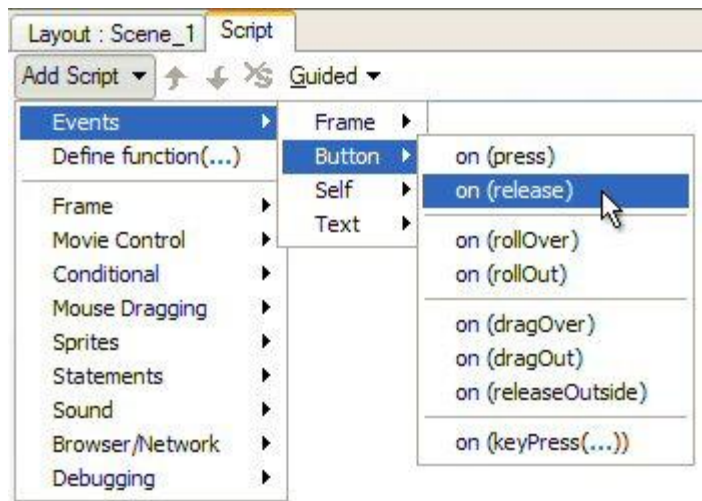 Layout : Scene_1 Script
Add Script Guided
Events
Define function(...)
Frame
Movie Control
Conditional
Mouse Dragging
Sprites
Statements
Sound
Browser/Network
Debugging
Frame
Button
Self
Text
on (press)
on (release)
on (rollOver)
on (rollOut)
on (dragOver)
on (dragOut)
on (releaseOutside)
on (keyPress(...))